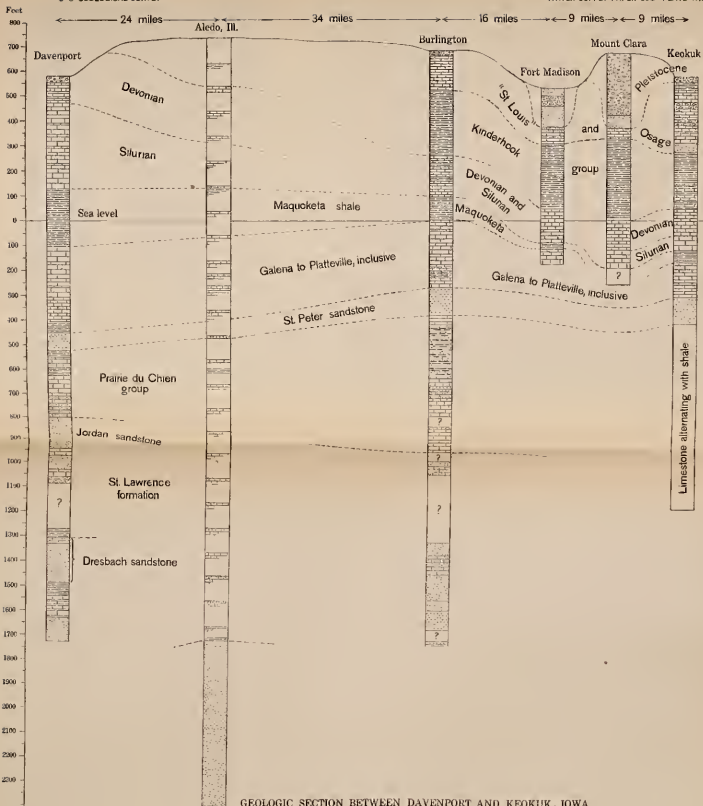 24 miles
34 miles
16 miles
9 miles
9 miles
Feet
Davenport
Aledo, Ill.
Burlington
Fort Madison
Mount Clara
Keokuk
800
700
600
500
400
300
200
100
0
100
200
300
400
500
600
700
800
900
1000
1100
1200
1300
1400
1500
1600
1700
1800
1900
2000
2100
2200
2300
Devonian
Silurian
Sea level
Maquoketa shale
Galena to Platteville, inclusive
St. Peter sandstone
Prairie du Chien
group
Jordan sandstone
St. Lawrence
formation
?
Dresbach sandstone
"St. Louis"
Kinderhook
and
group
Pleistocene
Osage
Devonian and
Silurian
Maquoketa
Devonian
Silurian
?
Galena to Platteville, inclusive
?
?
?
?
Limestone alternating with shale
GEOLOGIC SECTION BETWEEN DAVENPORT AND KEOKUK, IOWA